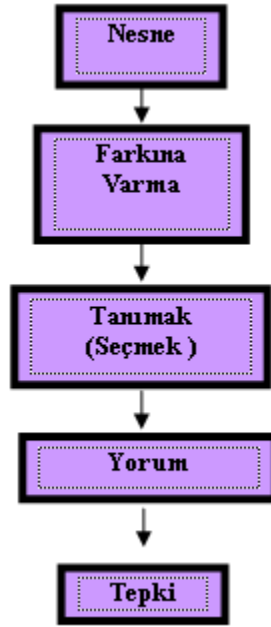 Nesne
Farkına
Varma
Tanımak
(Seçmek )
Yorum
Tepki